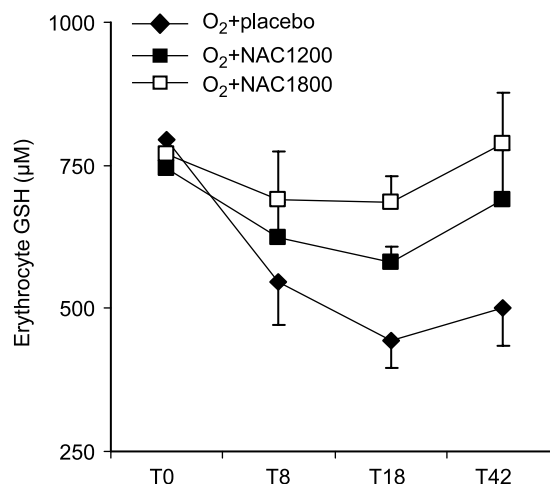 1000
O₂+placebo
O₂+NAC1200
O₂+NAC1800
750
500
250
Erythrocyte GSH (μM)
T0 T8 T18 T42